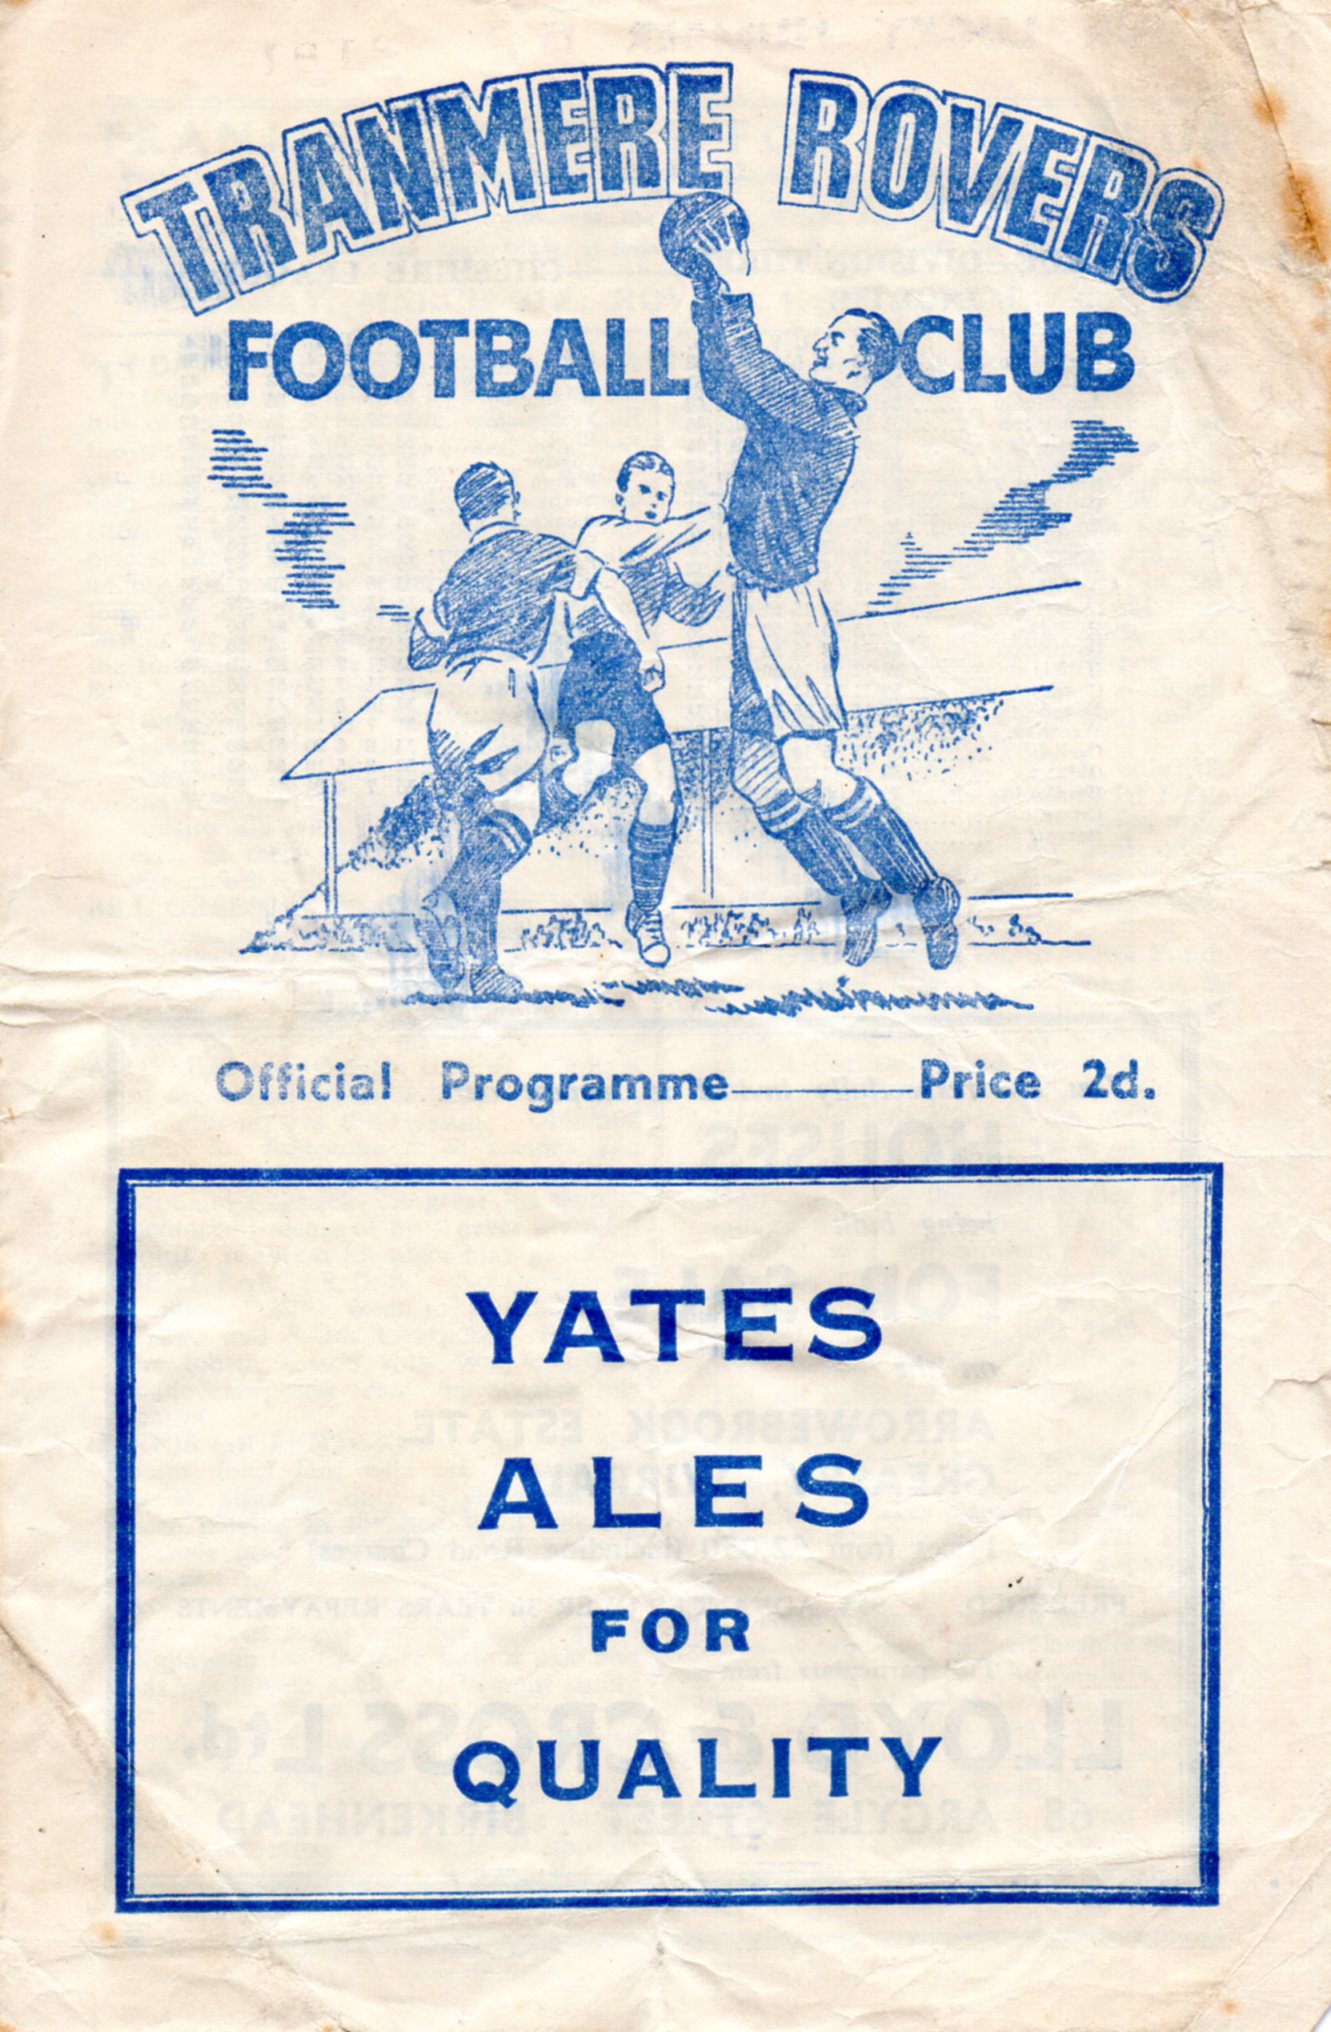 TRANMERE ROVERS
FOOTBALL CLUB
Official Programme———Price 2d.
YATES
ALES
FOR
QUALITY